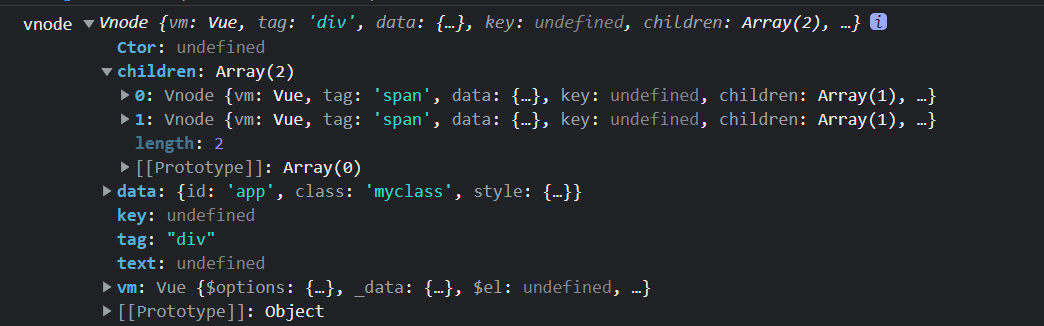 vnode ▼ Vnode {vm: Vue, tag: 'div', data: {…}, key: undefined, children: Array(2), …} i
Ctor: undefined
▼ children: Array(2)
▶ 0: Vnode {vm: Vue, tag: 'span', data: {…}, key: undefined, children: Array(1), …}
▶ 1: Vnode {vm: Vue, tag: 'span', data: {…}, key: undefined, children: Array(1), …}
length: 2
▶ [[Prototype]]: Array(0)
▶ data: {id: 'app', class: 'myclass', style: {…}}
key: undefined
tag: "div"
text: undefined
▶ vm: Vue {$options: {…}, _data: {…}, $el: undefined, …}
▶ [[Prototype]]: Object